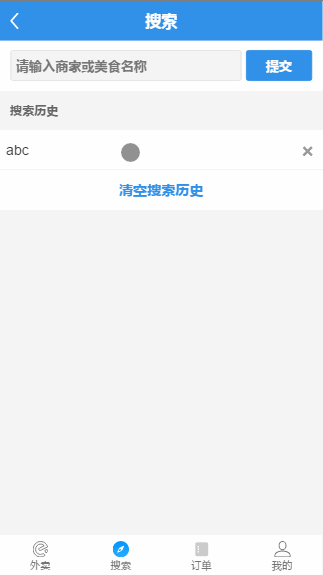 搜索
请输入商家或美食名称
提交
搜索历史
abc
清空搜索历史
外卖
搜索
订单
我的